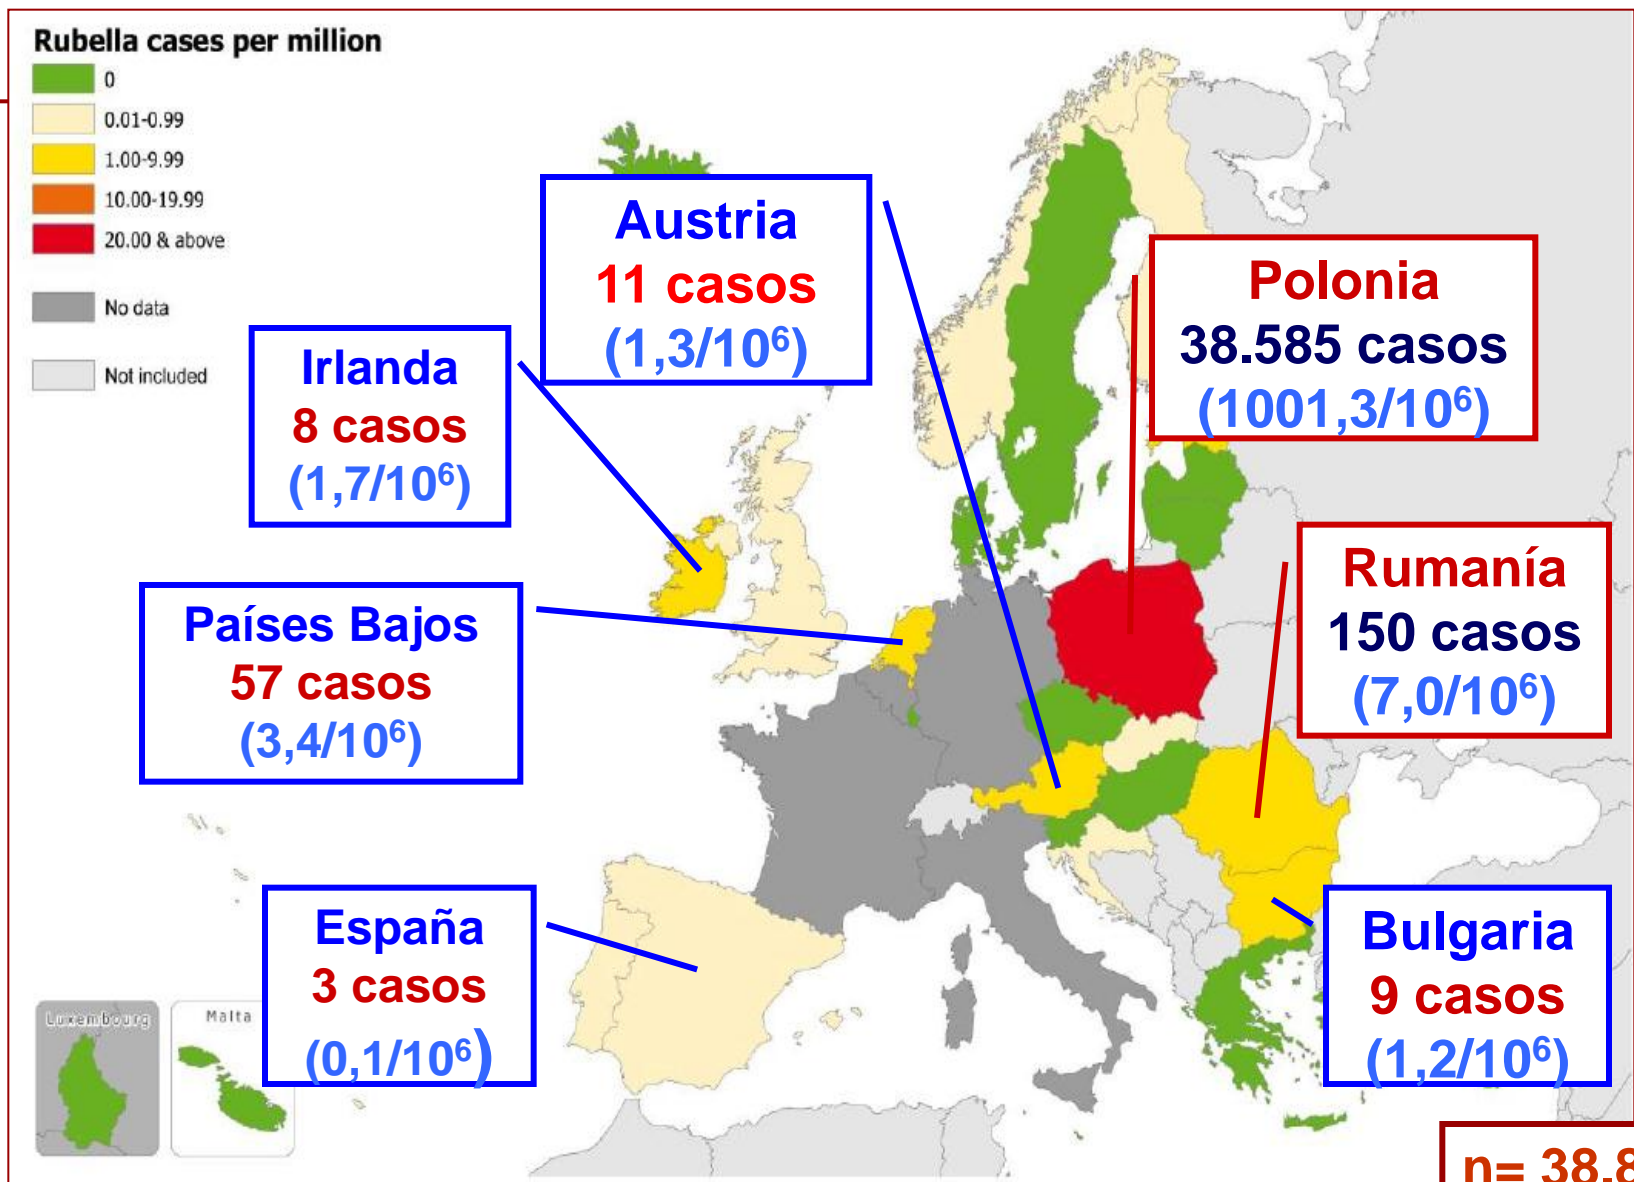 Rubella cases per million
0
0.01-0.99
1.00-9.99
10.00-19.99
20.00 & above
No data
Not included
Austria
11 casos
(1,3/10⁶)
Polonia
38.585 casos
(1001,3/10⁶)
Irlanda
8 casos
(1,7/10⁶)
Rumanía
150 casos
(7,0/10⁶)
Países Bajos
57 casos
(3,4/10⁶)
España
3 casos
(0,1/10⁶)
Bulgaria
9 casos
(1,2/10⁶)
Luxembourg
Malta
n= 38.8